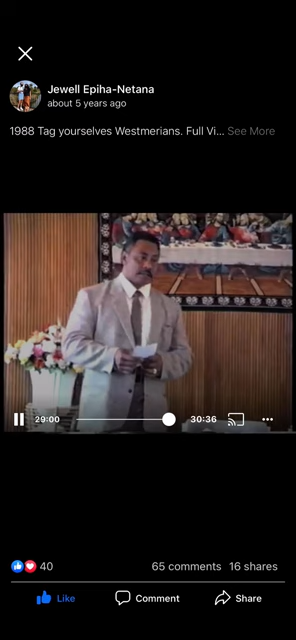 Jewell Epiha-Netana
about 5 years ago
1988 Tag yourselves Westmerians. Full Vi... See More
29:00 30:36
40 65 comments 16 shares
Like Comment Share